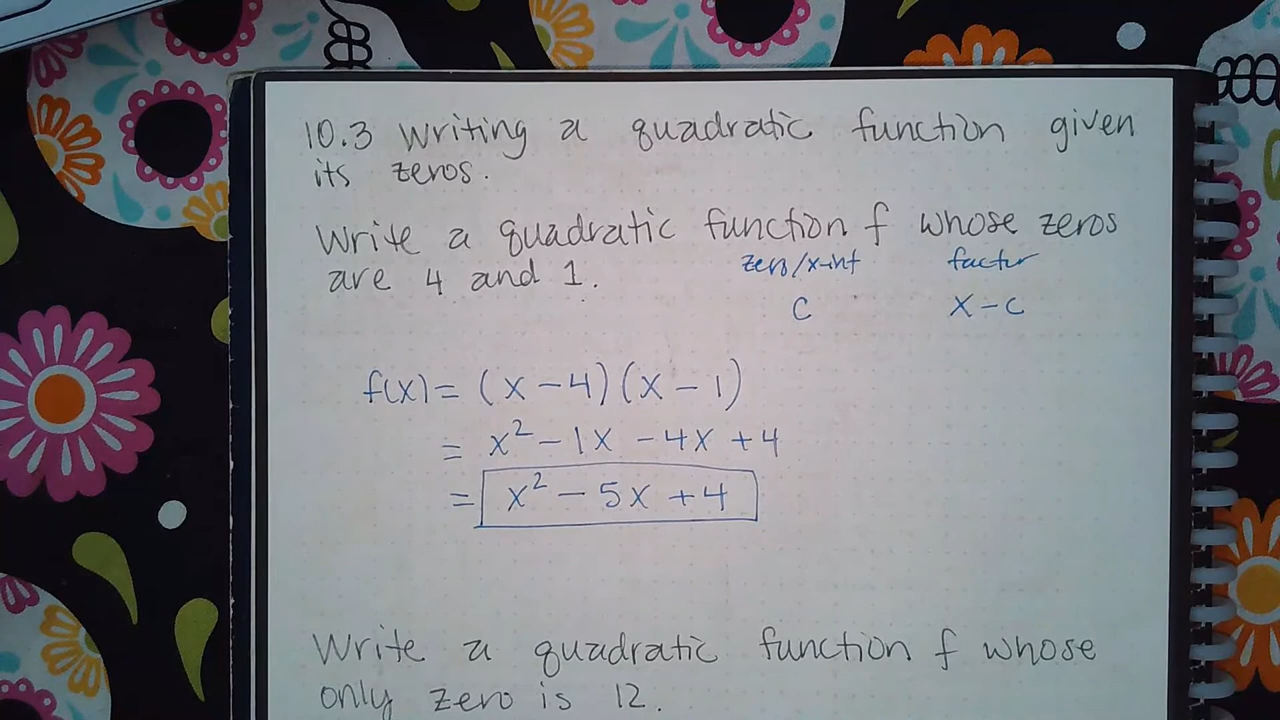 10.3 Writing a quadratic function given
its zeros.
Write a quadratic function f whose zeros
are 4 and 1.
zero/x-int factor
c x-c
f(x) = (x-4)(x-1)
= x² - 1x - 4x + 4
= x² - 5x + 4
Write a quadratic function f whose
only zero is 12.